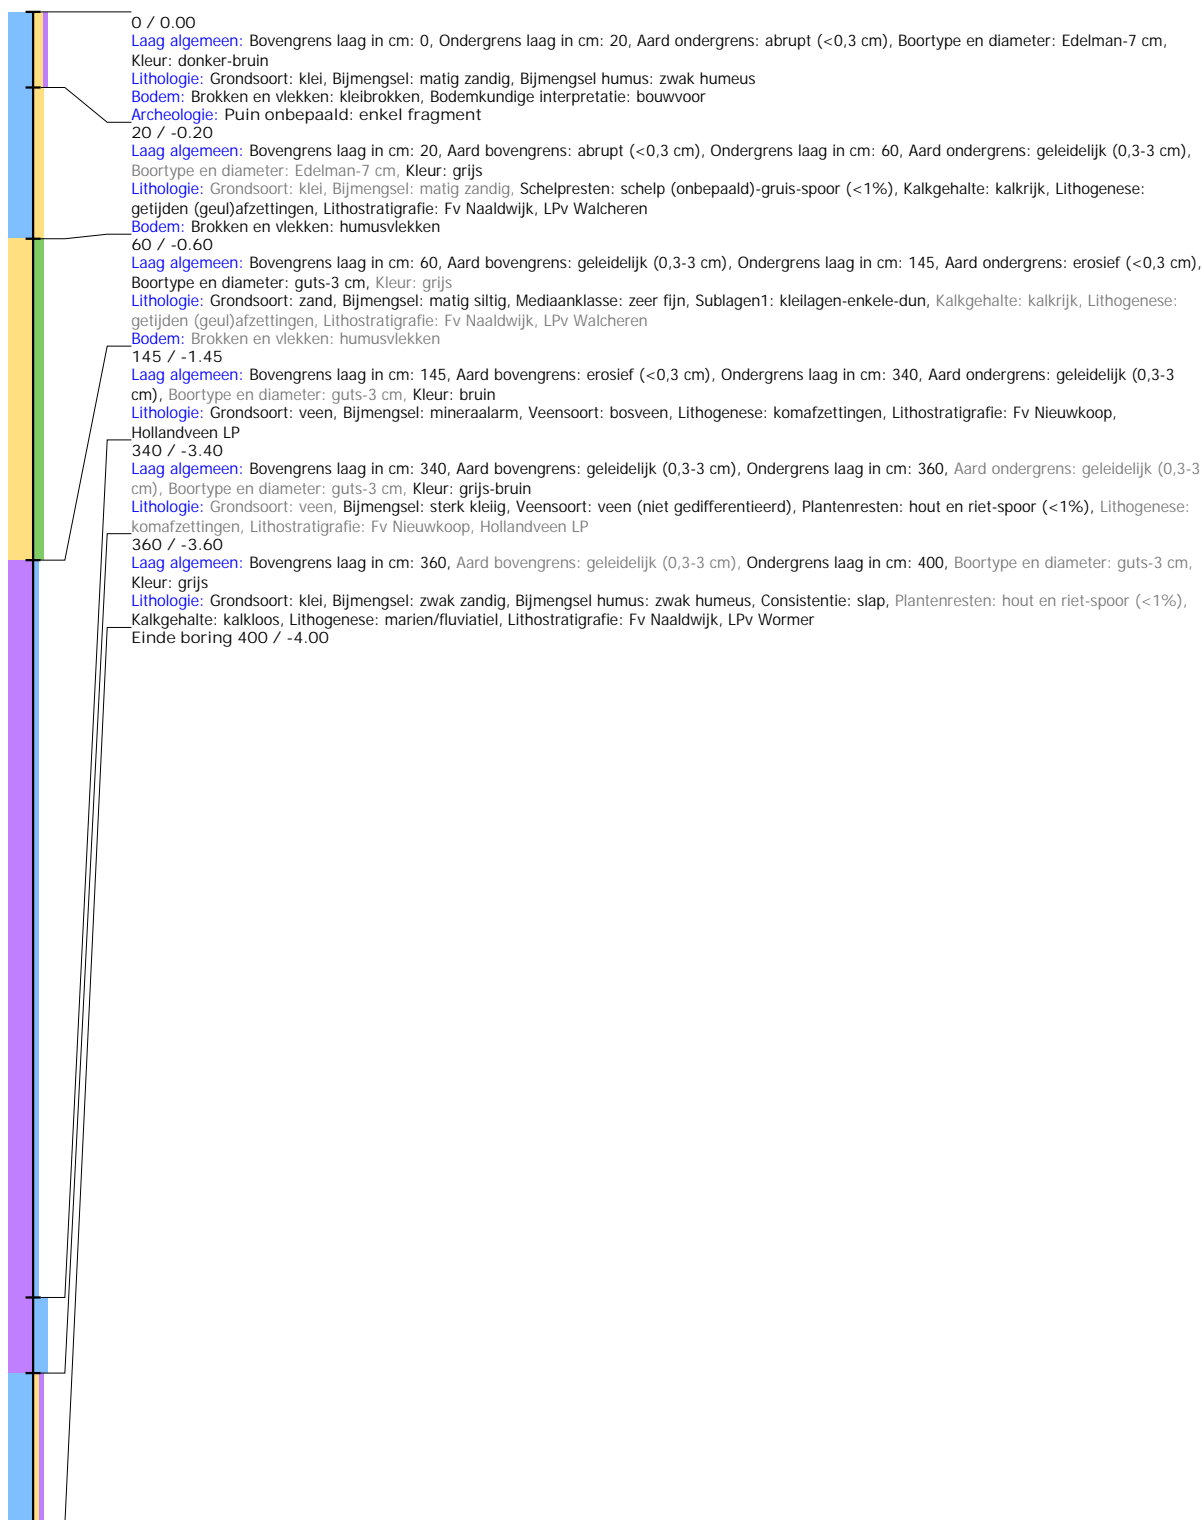 0 / 0.00
Laag algemeen: Bovengrens laag in cm: 0, Ondergrens laag in cm: 20, Aard ondergrens: abrupt (<0,3 cm), Boortype en diameter: Edelman-7 cm,
Kleur: donker-bruin
Lithologie: Grondsoort: klei, Bijmengsel: matig zandig, Bijmengsel humus: zwak humeus
Bodem: Brokken en vlekken: kleibrokken, Bodemkundige interpretatie: bouwvoor
Archeologie: Puin onbepaald: enkel fragment
20 / -0.20
Laag algemeen: Bovengrens laag in cm: 20, Aard bovengrens: abrupt (<0,3 cm), Ondergrens laag in cm: 60, Aard ondergrens: geleidelijk (0,3-3 cm),
Boortype en diameter: Edelman-7 cm, Kleur: grijs
Lithologie: Grondsoort: klei, Bijmengsel: matig zandig, Schelpresten: schelp (onbepaald)-gruis-spoor (<1%), Kalkgehalte: kalkrijk, Lithogenese:
getijden (geul)afzettingen, Lithostratigrafie: Fv Naaldwijk, LPv Walcheren
Bodem: Brokken en vlekken: humusvlekken
60 / -0.60
Laag algemeen: Bovengrens laag in cm: 60, Aard bovengrens: geleidelijk (0,3-3 cm), Ondergrens laag in cm: 145, Aard ondergrens: erosief (<0,3 cm),
Boortype en diameter: guts-3 cm, Kleur: grijs
Lithologie: Grondsoort: zand, Bijmengsel: matig siltig, Mediaanklasse: zeer fijn, Sublagen1: kleilagen-enkele-dun, Kalkgehalte: kalkrijk, Lithogenese:
getijden (geul)afzettingen, Lithostratigrafie: Fv Naaldwijk, LPv Walcheren
Bodem: Brokken en vlekken: humusvlekken
145 / -1.45
Laag algemeen: Bovengrens laag in cm: 145, Aard bovengrens: erosief (<0,3 cm), Ondergrens laag in cm: 340, Aard ondergrens: geleidelijk (0,3-3
cm), Boortype en diameter: guts-3 cm, Kleur: bruin
Lithologie: Grondsoort: veen, Bijmengsel: mineraalarm, Veensoort: bosveen, Lithogenese: komafzettingen, Lithostratigrafie: Fv Nieuwkoop,
Hollandveen LP
340 / -3.40
Laag algemeen: Bovengrens laag in cm: 340, Aard bovengrens: geleidelijk (0,3-3 cm), Ondergrens laag in cm: 360, Aard ondergrens: geleidelijk (0,3-3
cm), Boortype en diameter: guts-3 cm, Kleur: grijs-bruin
Lithologie: Grondsoort: veen, Bijmengsel: sterk kleiig, Veensoort: veen (niet gedifferentieerd), Plantenresten: hout en riet-spoor (<1%), Lithogenese:
komafzettingen, Lithostratigrafie: Fv Nieuwkoop, Hollandveen LP
360 / -3.60
Laag algemeen: Bovengrens laag in cm: 360, Aard bovengrens: geleidelijk (0,3-3 cm), Ondergrens laag in cm: 400, Boortype en diameter: guts-3 cm,
Kleur: grijs
Lithologie: Grondsoort: klei, Bijmengsel: zwak zandig, Bijmengsel humus: zwak humeus, Consistentie: slap, Plantenresten: hout en riet-spoor (<1%),
Kalkgehalte: kalkloos, Lithogenese: marien/fluviatiel, Lithostratigrafie: Fv Naaldwijk, LPv Wormer
Einde boring 400 / -4.00